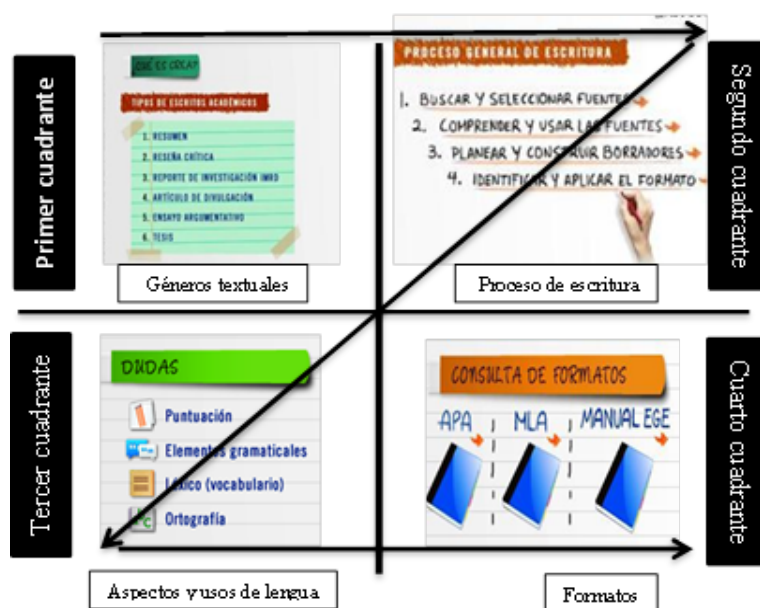 Primer cuadrante
¿QUÉ ES CREA?
TIPOS DE ESCRITOS ACADÉMICOS
1. RESUMEN
2. RESEÑA CRÍTICA
3. REPORTE DE INVESTIGACIÓN IMRD
4. ARTÍCULO DE DIVULGACIÓN
5. ENSAYO ARGUMENTATIVO
6. TESIS
Géneros textuales
PROCESO GENERAL DE ESCRITURA
1. BUSCAR Y SELECCIONAR FUENTES
2. COMPRENDER Y USAR LAS FUENTES
3. PLANEAR Y CONSTRUIR BORRADORES
4. IDENTIFICAR Y APLICAR EL FORMATO
Proceso de escritura
Segundo cuadrante
Tercer cuadrante
DUDAS
Puntuación
Elementos gramaticales
Léxico (vocabulario)
Ortografía
Aspectos y usos de lengua
CONSULTA DE FORMATOS
APA
MLA
MANUAL EGE
Formatos
Cuarto cuadrante